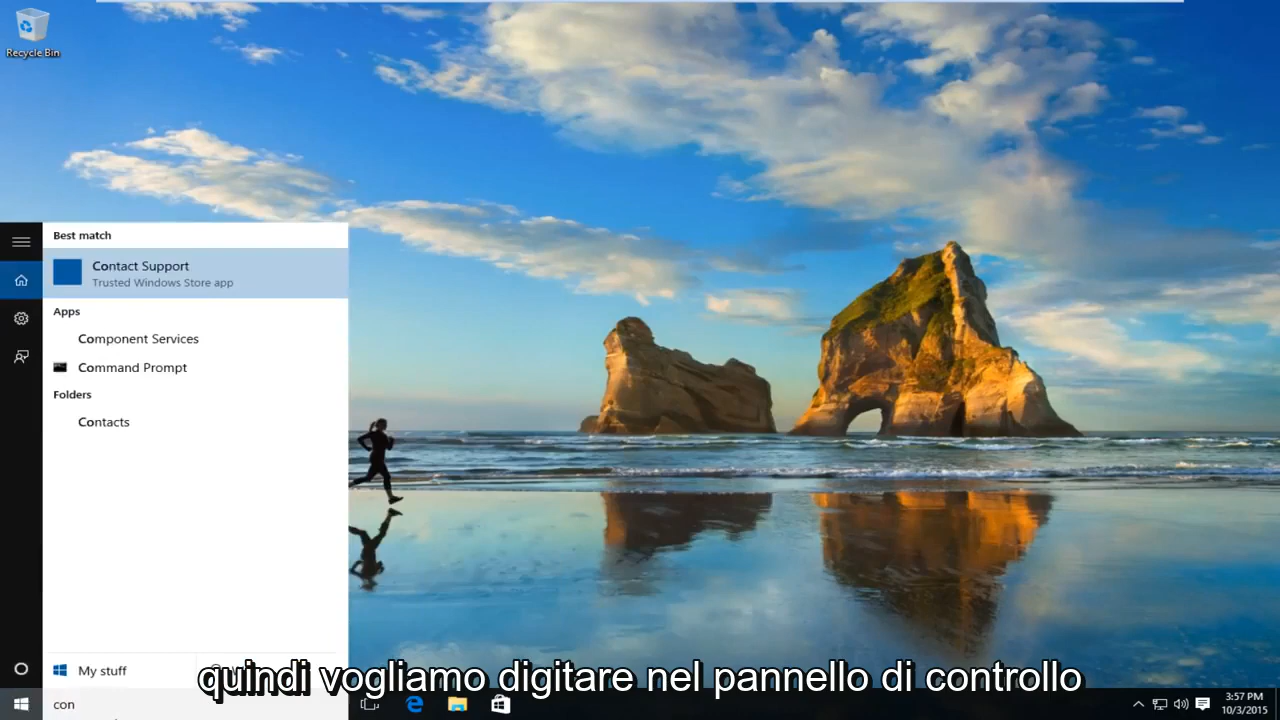 Recycle Bin
Best match
Contact Support
Trusted Windows Store app
Apps
Component Services
Command Prompt
Folders
Contacts
My stuff
quindi vogliamo digitare nel pannello di controllo
con
3:57 PM
10/3/2015